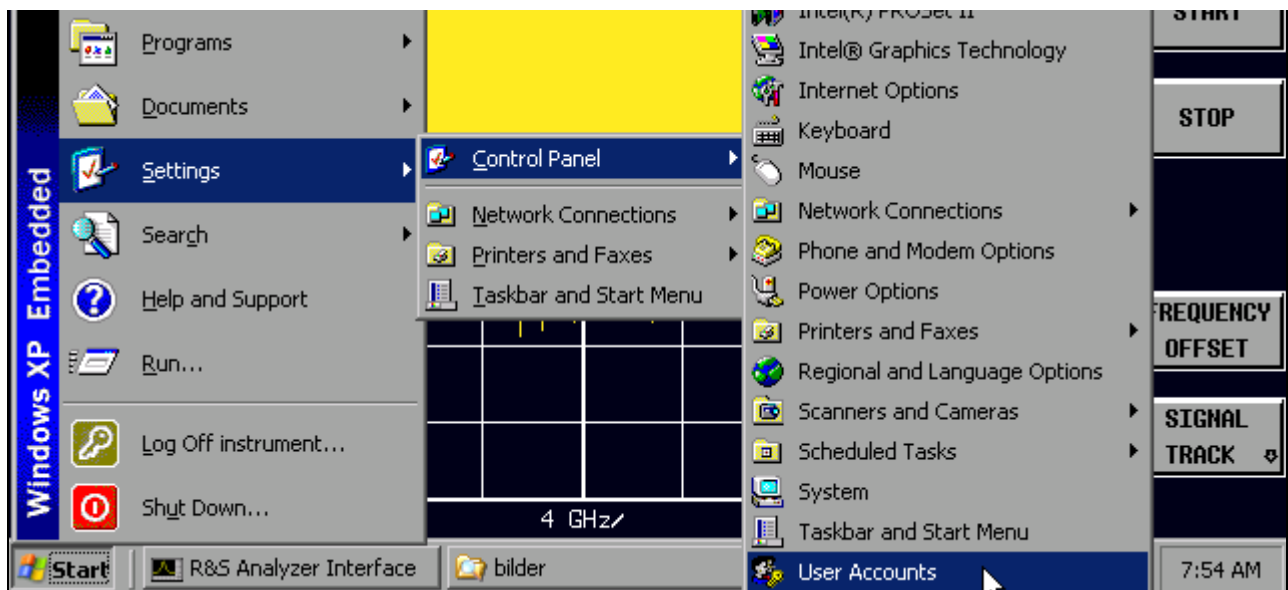 Windows XP Embedded
Programs
Documents
Settings
Search
Help and Support
Run...
Log Off instrument...
Shut Down...
Control Panel
Network Connections
Printers and Faxes
Taskbar and Start Menu
Intel(R) PROSet II
Intel® Graphics Technology
Internet Options
Keyboard
Mouse
Network Connections
Phone and Modem Options
Power Options
Printers and Faxes
Regional and Language Options
Scanners and Cameras
Scheduled Tasks
System
Taskbar and Start Menu
User Accounts
START
STOP
FREQUENCY
OFFSET
SIGNAL
TRACK
4 GHz/
Start
R&S Analyzer Interface
bilder
7:54 AM